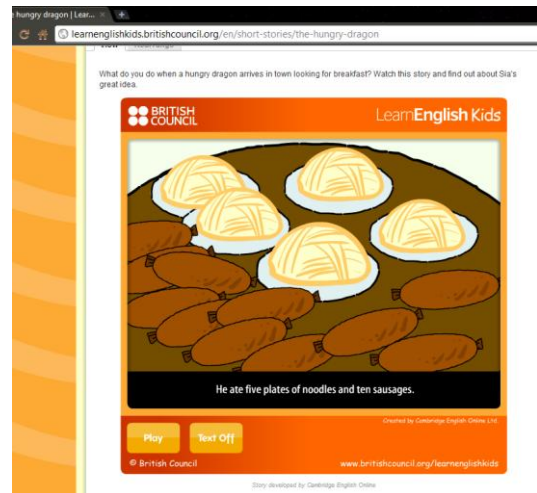 hungry dragon | Lear...
learnenglishkids.britishcouncil.org/en/short-stories/the-hungry-dragon
View
What do you do when a hungry dragon arrives in town looking for breakfast? Watch this story and find out about Sia's
great idea.
BRITISH
COUNCIL
LearnEnglish Kids
He ate five plates of noodles and ten sausages.
Created by Cambridge English Online Ltd.
Play
Text Off
© British Council
www.britishcouncil.org/learnenglishkids
Story developed by Cambridge English Online